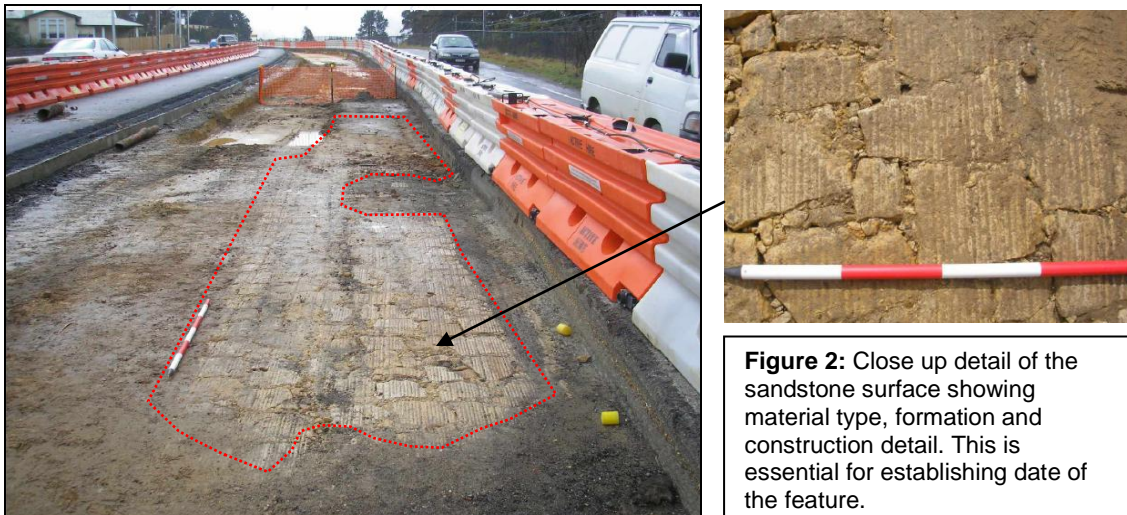 Figure 2: Close up detail of the
sandstone surface showing
material type, formation and
construction detail. This is
essential for establishing date of
the feature.